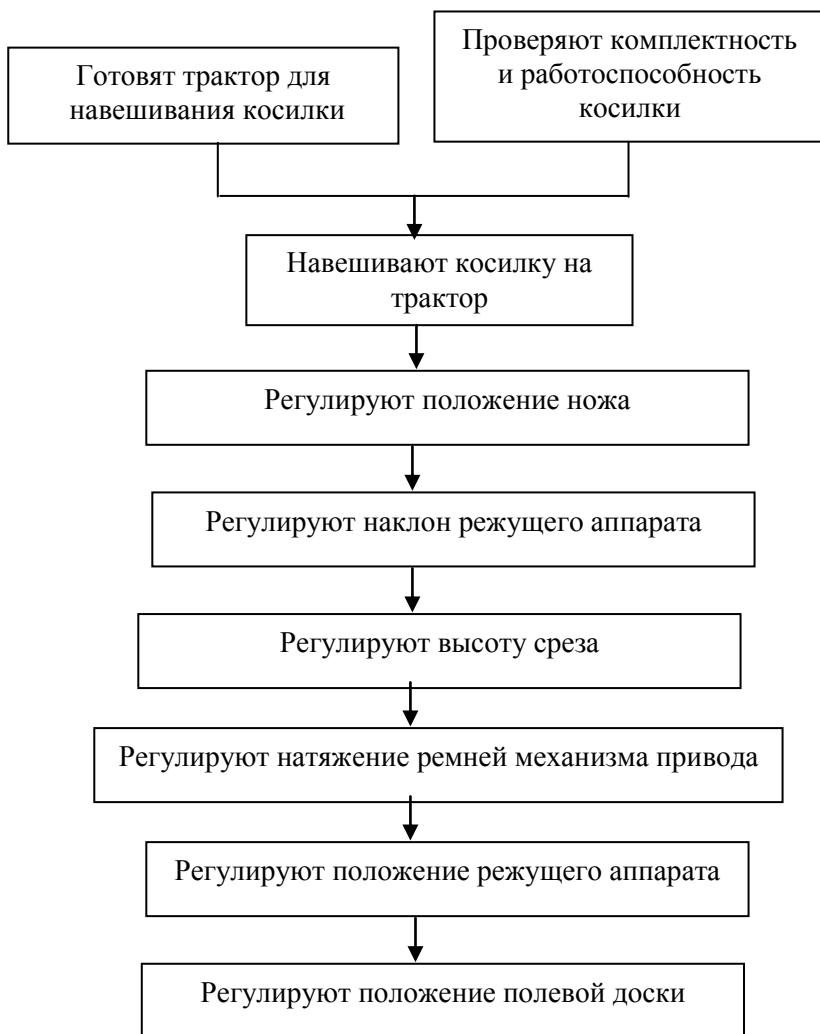 Готовят трактор для
навешивания косилки
Проверяют комплектность
и работоспособность
косилки
Навешивают косилку на
трактор
Регулируют положение ножа
Регулируют наклон режущего аппарата
Регулируют высоту среза
Регулируют натяжение ремней механизма привода
Регулируют положение режущего аппарата
Регулируют положение полевой доски